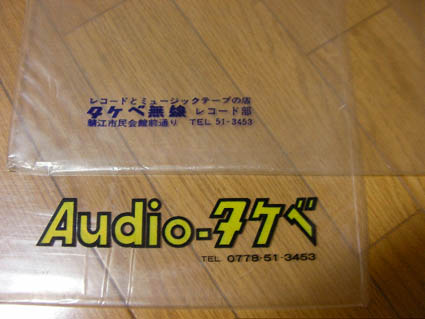 レコードとミュージックテープの店
タケベ無線 レコード部
鯖江市民会館前通り TEL 51-3453
Audio-タケベ
TEL 0778-51-3453